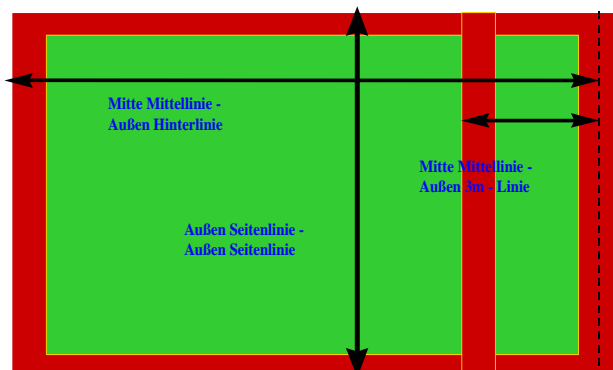 Mitte Mittellinie -
Außen Hinterlinie
Mitte Mittellinie -
Außen 3m - Linie
Außen Seitenlinie -
Außen Seitenlinie